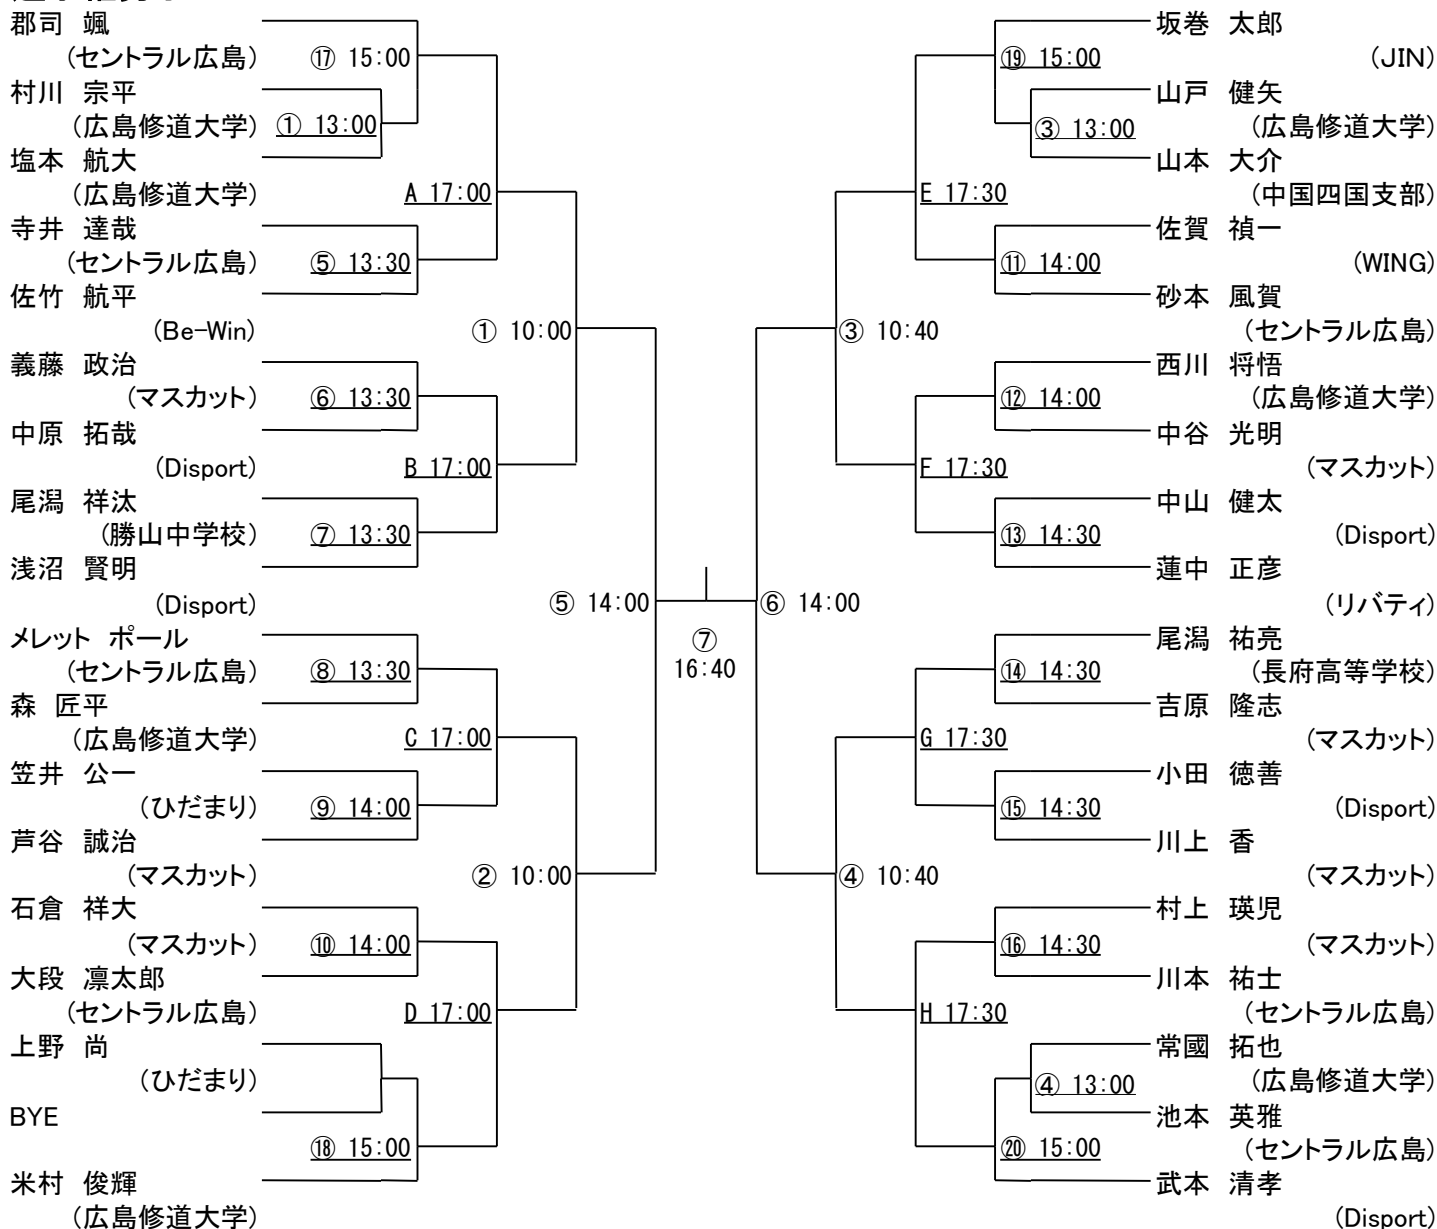 郡司 颯
(セントラル広島) ⑰ 15:00
村川 宗平
(広島修道大学) ① 13:00
塩本 航大
(広島修道大学) A 17:00
寺井 達哉
(セントラル広島) ⑤ 13:30
佐竹 航平
(Be-Win) ① 10:00
義藤 政治
(マスカット) ⑥ 13:30
中原 拓哉
(Disport) B 17:00
尾潟 祥汰
(勝山中学校) ⑦ 13:30
浅沼 賢明
(Disport) ⑤ 14:00
メレット ポール
(セントラル広島) ⑧ 13:30
森 匠平
(広島修道大学) C 17:00
笠井 公一
(ひだまり) ⑨ 14:00
芦谷 誠治
(マスカット) ② 10:00
石倉 祥大
(マスカット) ⑩ 14:00
大段 凛太郎
(セントラル広島) D 17:00
上野 尚
(ひだまり)
BYE
⑱ 15:00
米村 俊輝
(広島修道大学)
⑦
16:40
坂巻 太郎
⑲ 15:00 (JIN)
山戸 健矢
③ 13:00 (広島修道大学)
山本 大介
E 17:30 (中国四国支部)
佐賀 禎一
⑪ 14:00 (WING)
砂本 風賀
③ 10:40 (セントラル広島)
西川 将悟
⑫ 14:00 (広島修道大学)
中谷 光明
F 17:30 (マスカット)
中山 健太
⑬ 14:30 (Disport)
蓮中 正彦
⑥ 14:00 (リバティ)
尾潟 祐亮
⑭ 14:30 (長府高等学校)
吉原 隆志
G 17:30 (マスカット)
小田 徳善
⑮ 14:30 (Disport)
川上 香
④ 10:40 (マスカット)
村上 瑛児
⑯ 14:30 (マスカット)
川本 祐士
H 17:30 (セントラル広島)
常國 拓也
④ 13:00 (広島修道大学)
池本 英雅
⑳ 15:00 (セントラル広島)
武本 清孝
(Disport)